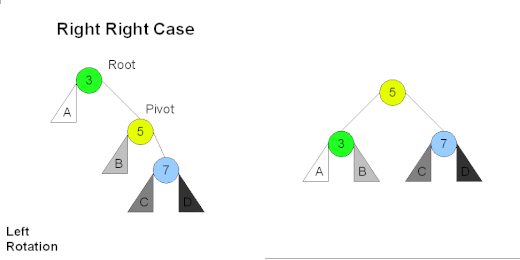 Right Right Case
3 Root
A
Pivot
5
B
7
C D
Left
Rotation
5
3 7
A B C D